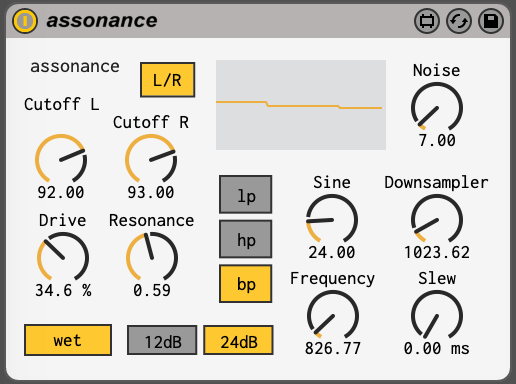 assonance
assonance
L/R
Cutoff L
92.00
Cutoff R
93.00
Drive
34.6 %
Resonance
0.59
wet
12dB
24dB
lp
hp
bp
Noise
7.00
Sine
24.00
Downsampler
1023.62
Frequency
826.77
Slew
0.00 ms